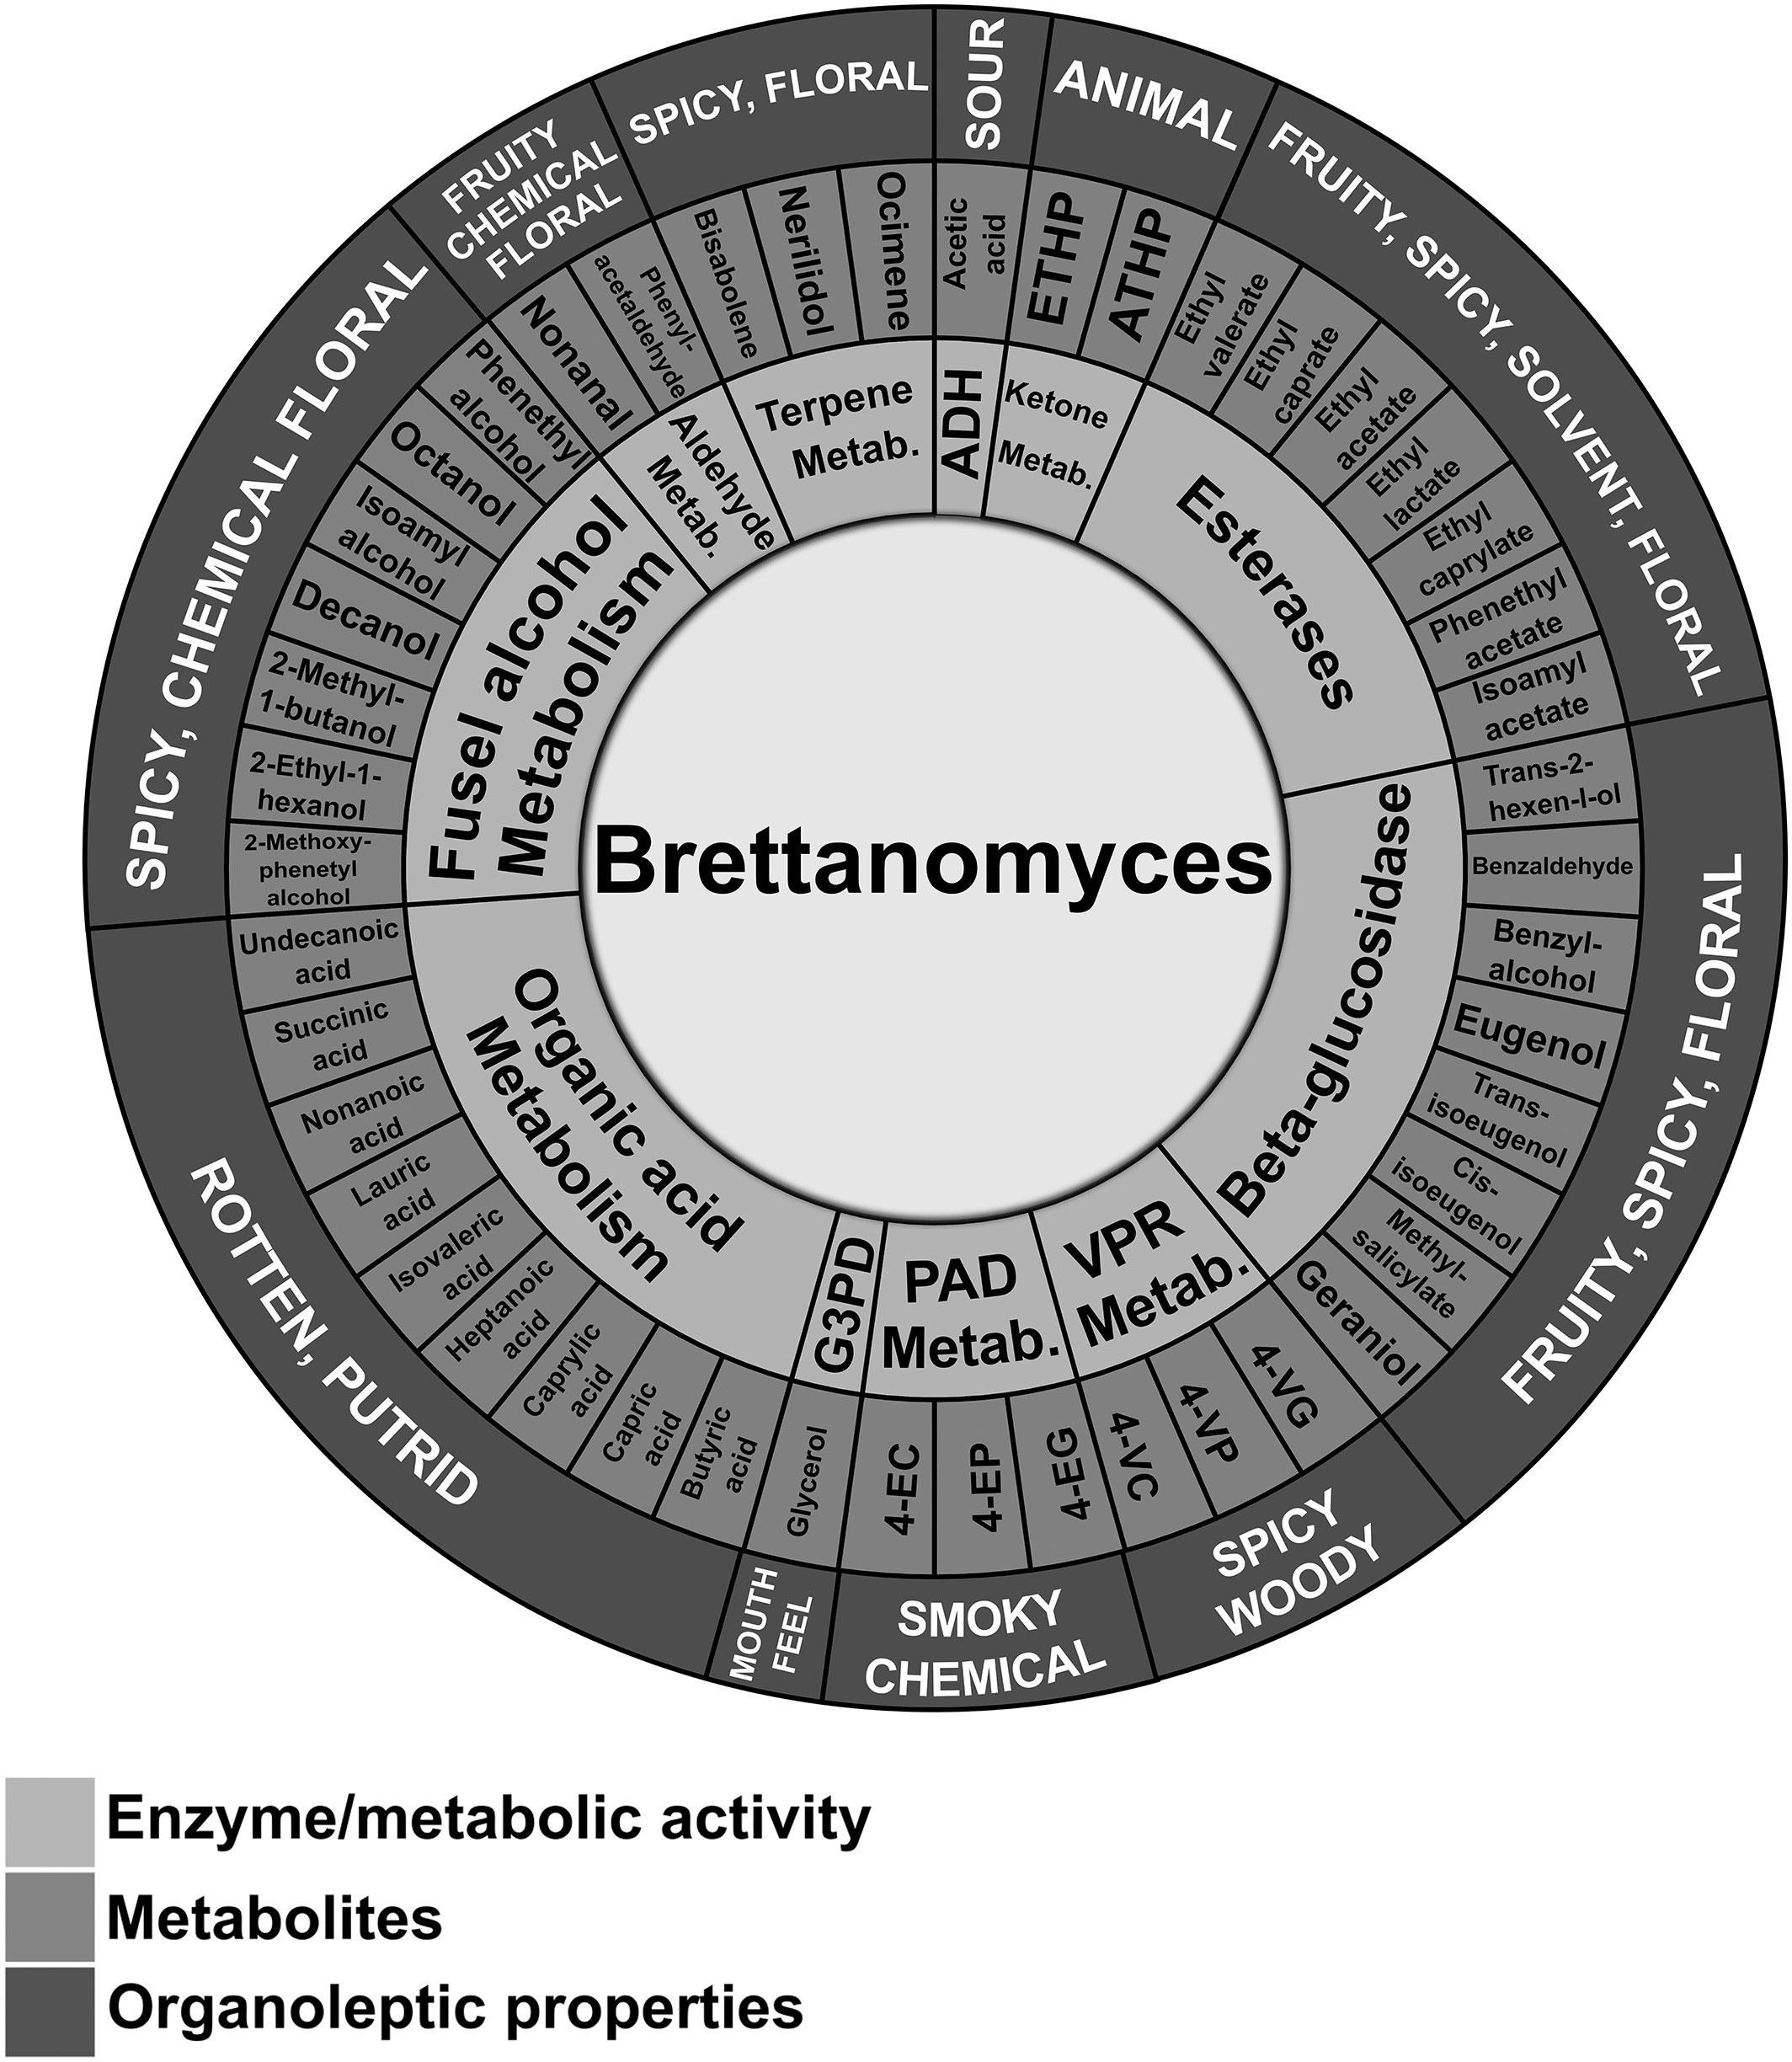 SPICY, FLORAL
SOUR
ANIMAL
FRUITY, SPICY, SOLVENT, FLORAL
FRUITY, SPICY, FLORAL
SPICY
WOODY
SMOKY
CHEMICAL
MOUTH
FEEL
ROTTEN, PUTRID
SPICY, CHEMICAL FLORAL
FRUITY
CHEMICAL
FLORAL
Bisabolene
Nerilidol
Ocimene
Acetic
acid
ETHP
ATHP
Ethyl
valerate
Ethyl
caprate
Ethyl
acetate
Ethyl
lactate
Ethyl
caprylate
Phenethyl
acetate
Isoamyl
acetate
Trans-2-
hexen-l-ol
Benzaldehyde
Benzyl-
alcohol
Eugenol
Trans-
isoeugenol
Cis-
isoeugenol
Methyl-
salicylate
Geraniol
4-VG
4-VP
4-VC
4-EG
4-EP
4-EC
Glycerol
Butyric
acid
Capric
acid
Caprylic
acid
Heptanoic
acid
Isovaleric
acid
Lauric
acid
Nonanoic
acid
Succinic
acid
Undecanoic
acid
2-Methoxy-
phenetyl
alcohol
2-Ethyl-1-
hexanol
2-Methyl-
1-butanol
Decanol
Isoamyl
alcohol
Octanol
Phenethyl
alcohol
Nonanal
Phenyl-
acetaldehyde
Terpene
Metab.
ADH
Ketone
Metab.
Esterases
Beta-glucosidase
VPR
Metab.
PAD
Metab.
G3PD
Organic acid
Metabolism
Fusel alcohol
Metabolism
Aldehyde
Metab.
Brettanomyces
Enzyme/metabolic activity
Metabolites
Organoleptic properties